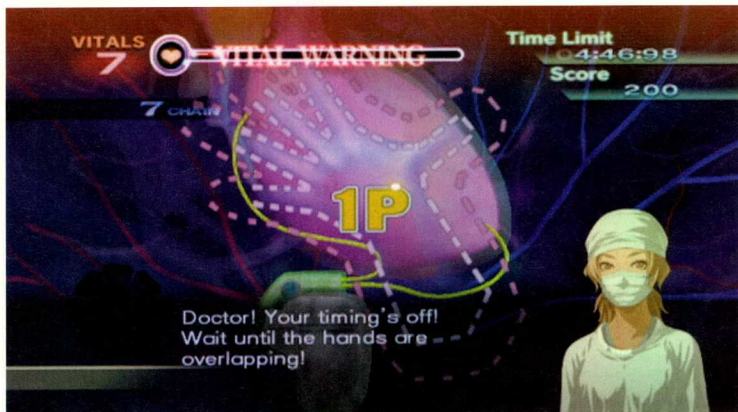 VITALS
7
VITAL WARNING
Time Limit
4:46:98
Score
200
7 CHAIN
1P
Doctor! Your timing's off!
Wait until the hands are
overlapping!